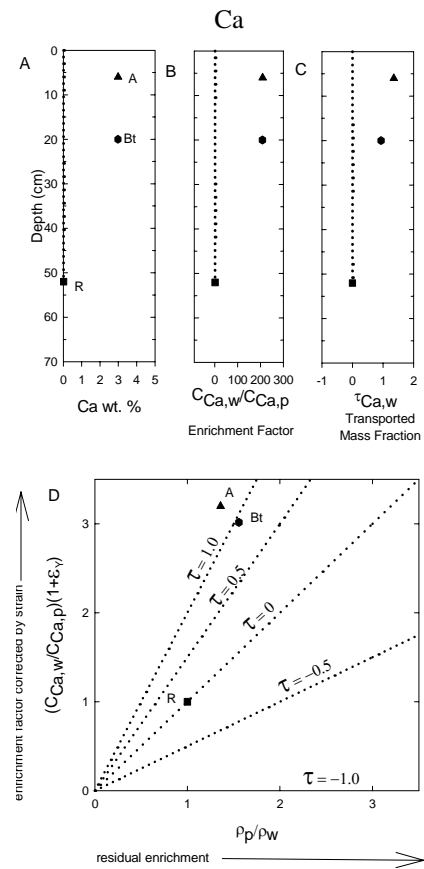 Ca
A
B
C
0
10
20
30
40
50
60
70
Depth (cm)
A
Bt
R
0 1 2 3 4 5
Ca wt. %
0 100 200 300
CCa,w/CCa,p
Enrichment Factor
-1 0 1 2
τCa,w
Transported
Mass Fraction
D
A
Bt
R
τ = 1.0
τ = 0.5
τ = 0
τ = −0.5
τ = −1.0
3
2
1
0
0 1 2 3
enrichment factor corrected by strain
(CCa,w/CCa,p)(1+εY)
ρp/ρw
residual enrichment